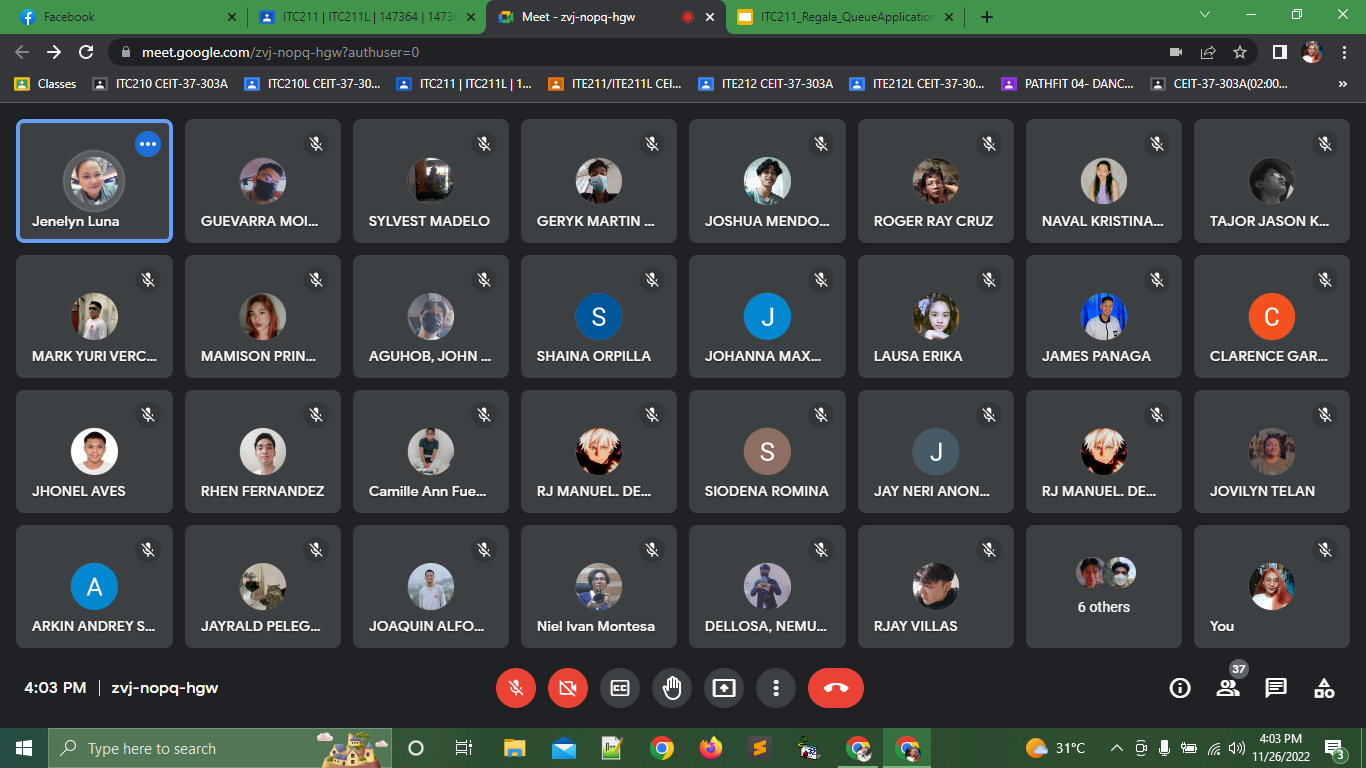 Facebook
ITC211 | ITC211L | 147364 | 1473
Meet - zvj-nopq-hgw
ITC211_Regala_QueueApplication
meet.google.com/zvj-nopq-hgw?authuser=0
Classes
ITC210 CEIT-37-303A
ITC210L CEIT-37-30...
ITC211 | ITC211L | 1...
ITE211/ITE211L CEI...
ITE212 CEIT-37-303A
ITE212L CEIT-37-30...
PATHFIT 04- DANC...
CEIT-37-303A(02:00...
»
Jenelyn Luna
GUEVARRA MOI...
SYLVEST MADELO
GERYK MARTIN ...
JOSHUA MENDO...
ROGER RAY CRUZ
NAVAL KRISTINA...
TAJOR JASON K...
MARK YURI VERC...
MAMISON PRIN...
AGUHOB, JOHN ...
S
SHAINA ORPILLA
J
JOHANNA MAX...
LAUSA ERIKA
JAMES PANAGA
C
CLARENCE GAR...
JHONEL AVES
RHEN FERNANDEZ
Camille Ann Fue...
RJ MANUEL. DE...
S
SIODENA ROMINA
J
JAY NERI ANON...
RJ MANUEL. DE...
JOVILYN TELAN
A
ARKIN ANDREY S...
JAYRALD PELEG...
JOAQUIN ALFO...
Niel Ivan Montesa
DELLOSA, NEMU...
RJAY VILLAS
6 others
You
4:03 PM | zvj-nopq-hgw
CC
37
Type here to search
31°C
4:03 PM
11/26/2022
3